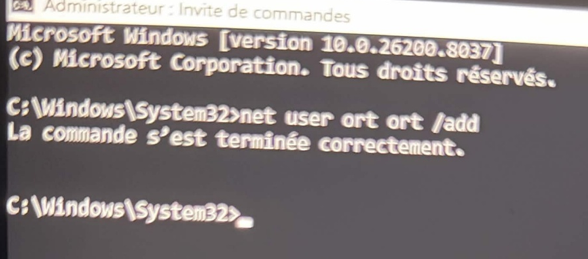 Administrateur : Invite de commandes
Microsoft Windows [version 10.0.26200.8037]
(c) Microsoft Corporation. Tous droits réservés.
C:\Windows\System32>net user ort ort /add
La commande s'est terminée correctement.
C:\Windows\System32>